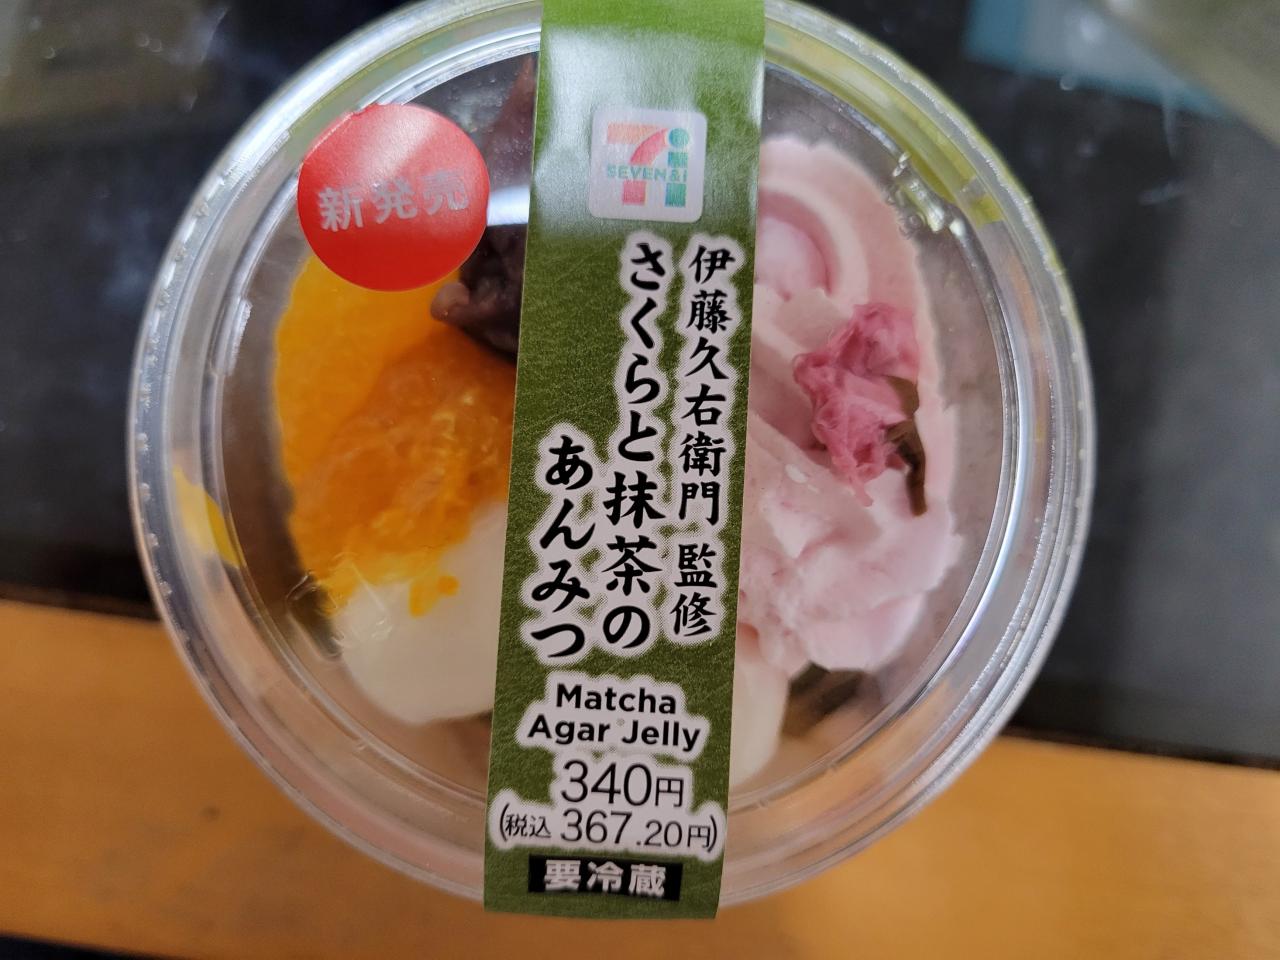 新発売
SEVEN&i
伊藤久右衛門 監修
さくらと抹茶の
あんみつ
Matcha
Agar Jelly
340円
(税込 367.20円)
要冷蔵